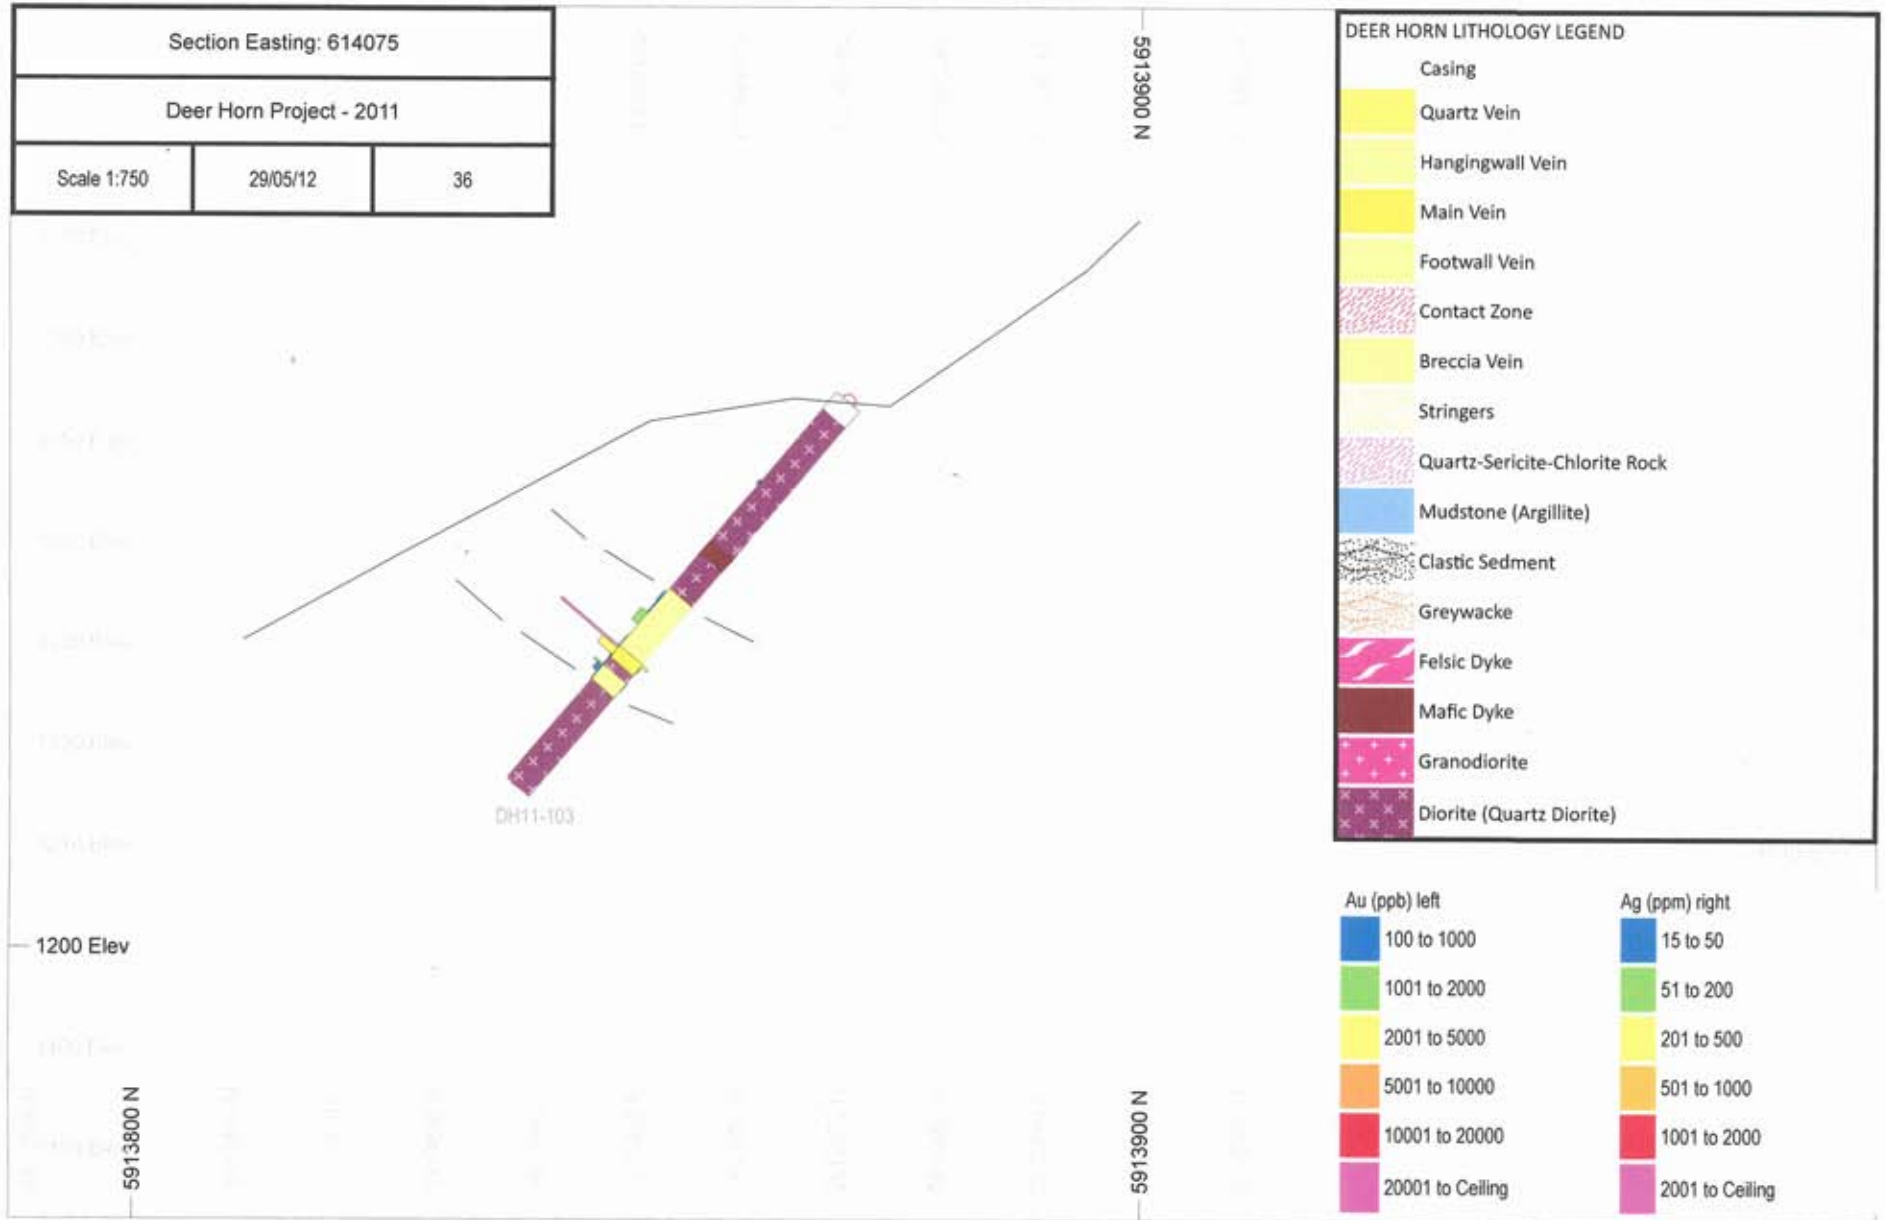 Section Easting: 614075
Deer Horn Project - 2011
Scale 1:750
29/05/12
36
5913900 N
DEER HORN LITHOLOGY LEGEND
Casing
Quartz Vein
Hangingwall Vein
Main Vein
Footwall Vein
Contact Zone
Breccia Vein
Stringers
Quartz-Sericite-Chlorite Rock
Mudstone (Argillite)
Clastic Sediment
Greywacke
Felsic Dyke
Mafic Dyke
Granodiorite
Diorite (Quartz Diorite)
DH11-103
1200 Elev
5913800 N
5913900 N
Au (ppb) left
100 to 1000
1001 to 2000
2001 to 5000
5001 to 10000
10001 to 20000
20001 to Ceiling
Ag (ppm) right
15 to 50
51 to 200
201 to 500
501 to 1000
1001 to 2000
2001 to Ceiling